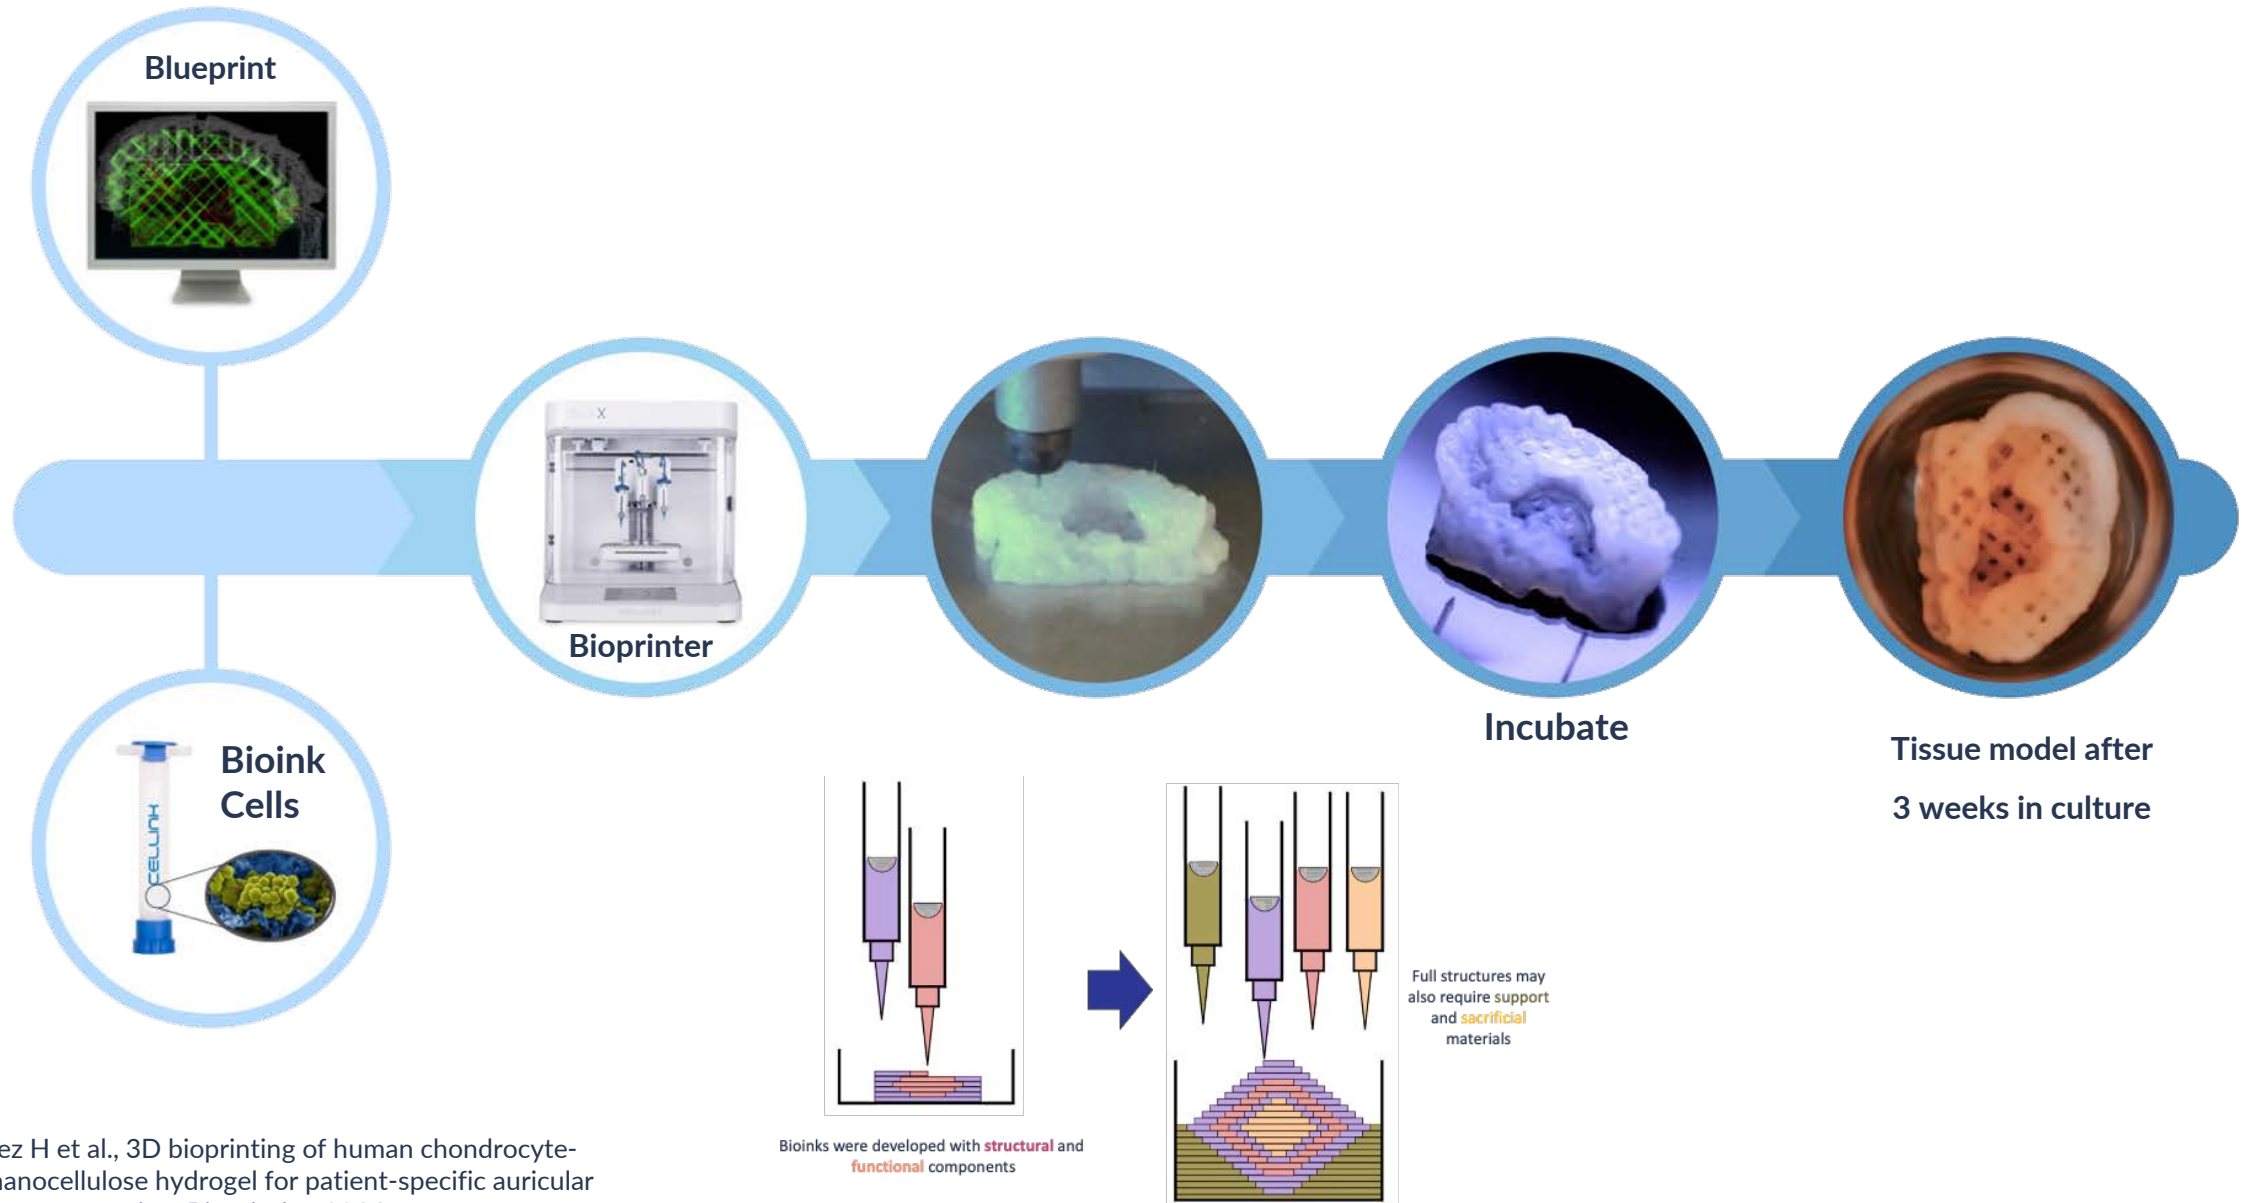 Blueprint
X
Bioprinter
Bioink
Cells
CELLINK
Incubate
Tissue model after
3 weeks in culture
Full structures may
also require support
and sacrificial
materials
Bioinks were developed with structural and
functional components
ez H et al., 3D bioprinting of human chondrocyte-
nanocellulose hydrogel for patient-specific auricular